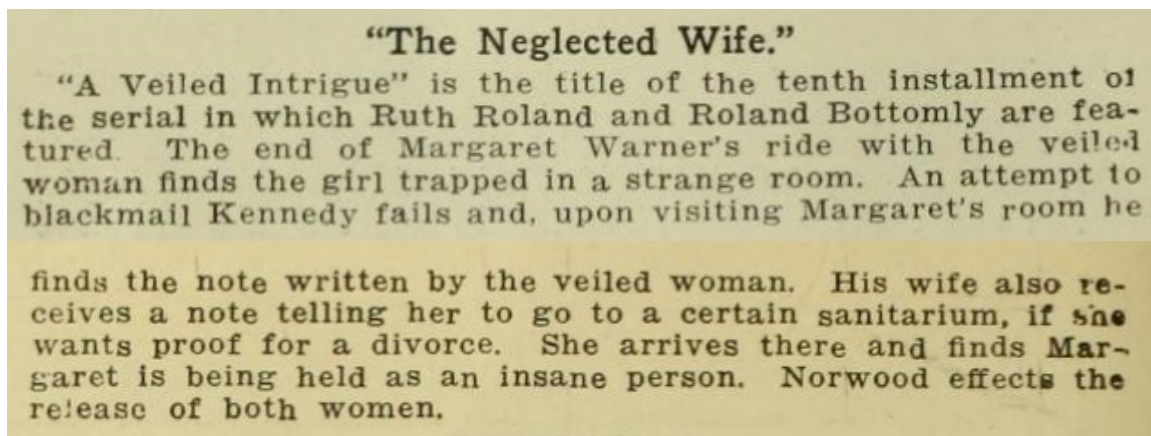 “The Neglected Wife.”
“A Veiled Intrigue” is the title of the tenth installment of
the serial in which Ruth Roland and Roland Bottomly are fea-
tured. The end of Margaret Warner's ride with the veiled
woman finds the girl trapped in a strange room. An attempt to
blackmail Kennedy fails and, upon visiting Margaret's room he
finds the note written by the veiled woman. His wife also re-
ceives a note telling her to go to a certain sanitarium, if she
wants proof for a divorce. She arrives there and finds Mar-
garet is being held as an insane person. Norwood effects the
release of both women.